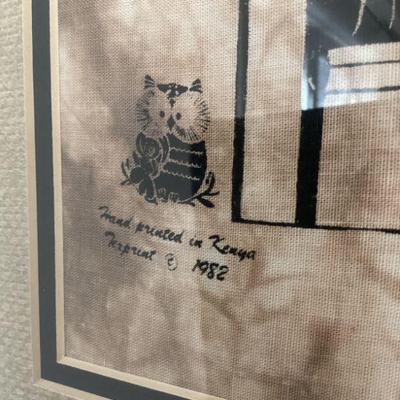 Hand printed in Kenya
Texprint © 1982